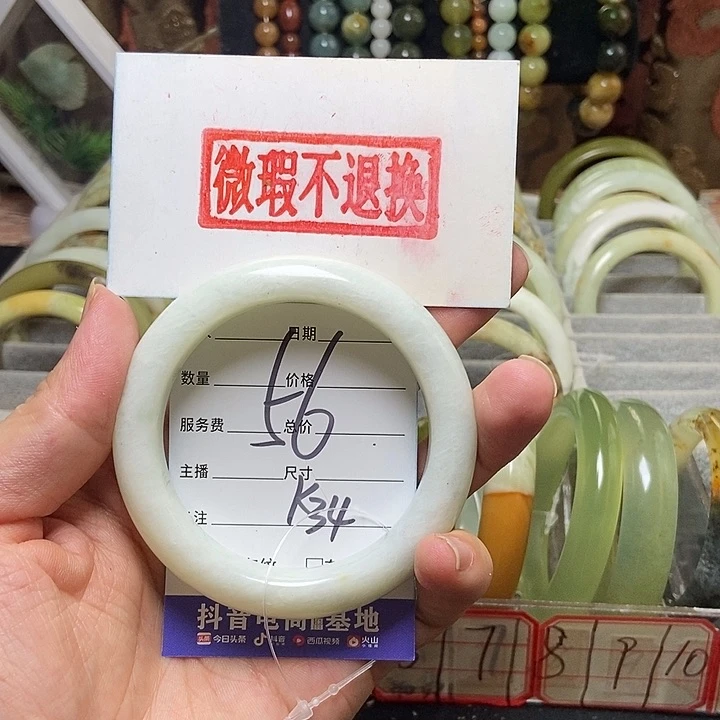 微瑕不退换
日期
数量 价格
56
服务费 总价
主播 尺寸
K34
注
抖音电商 基地
今日头条 抖音 西瓜视频 火山
7 8 9 10